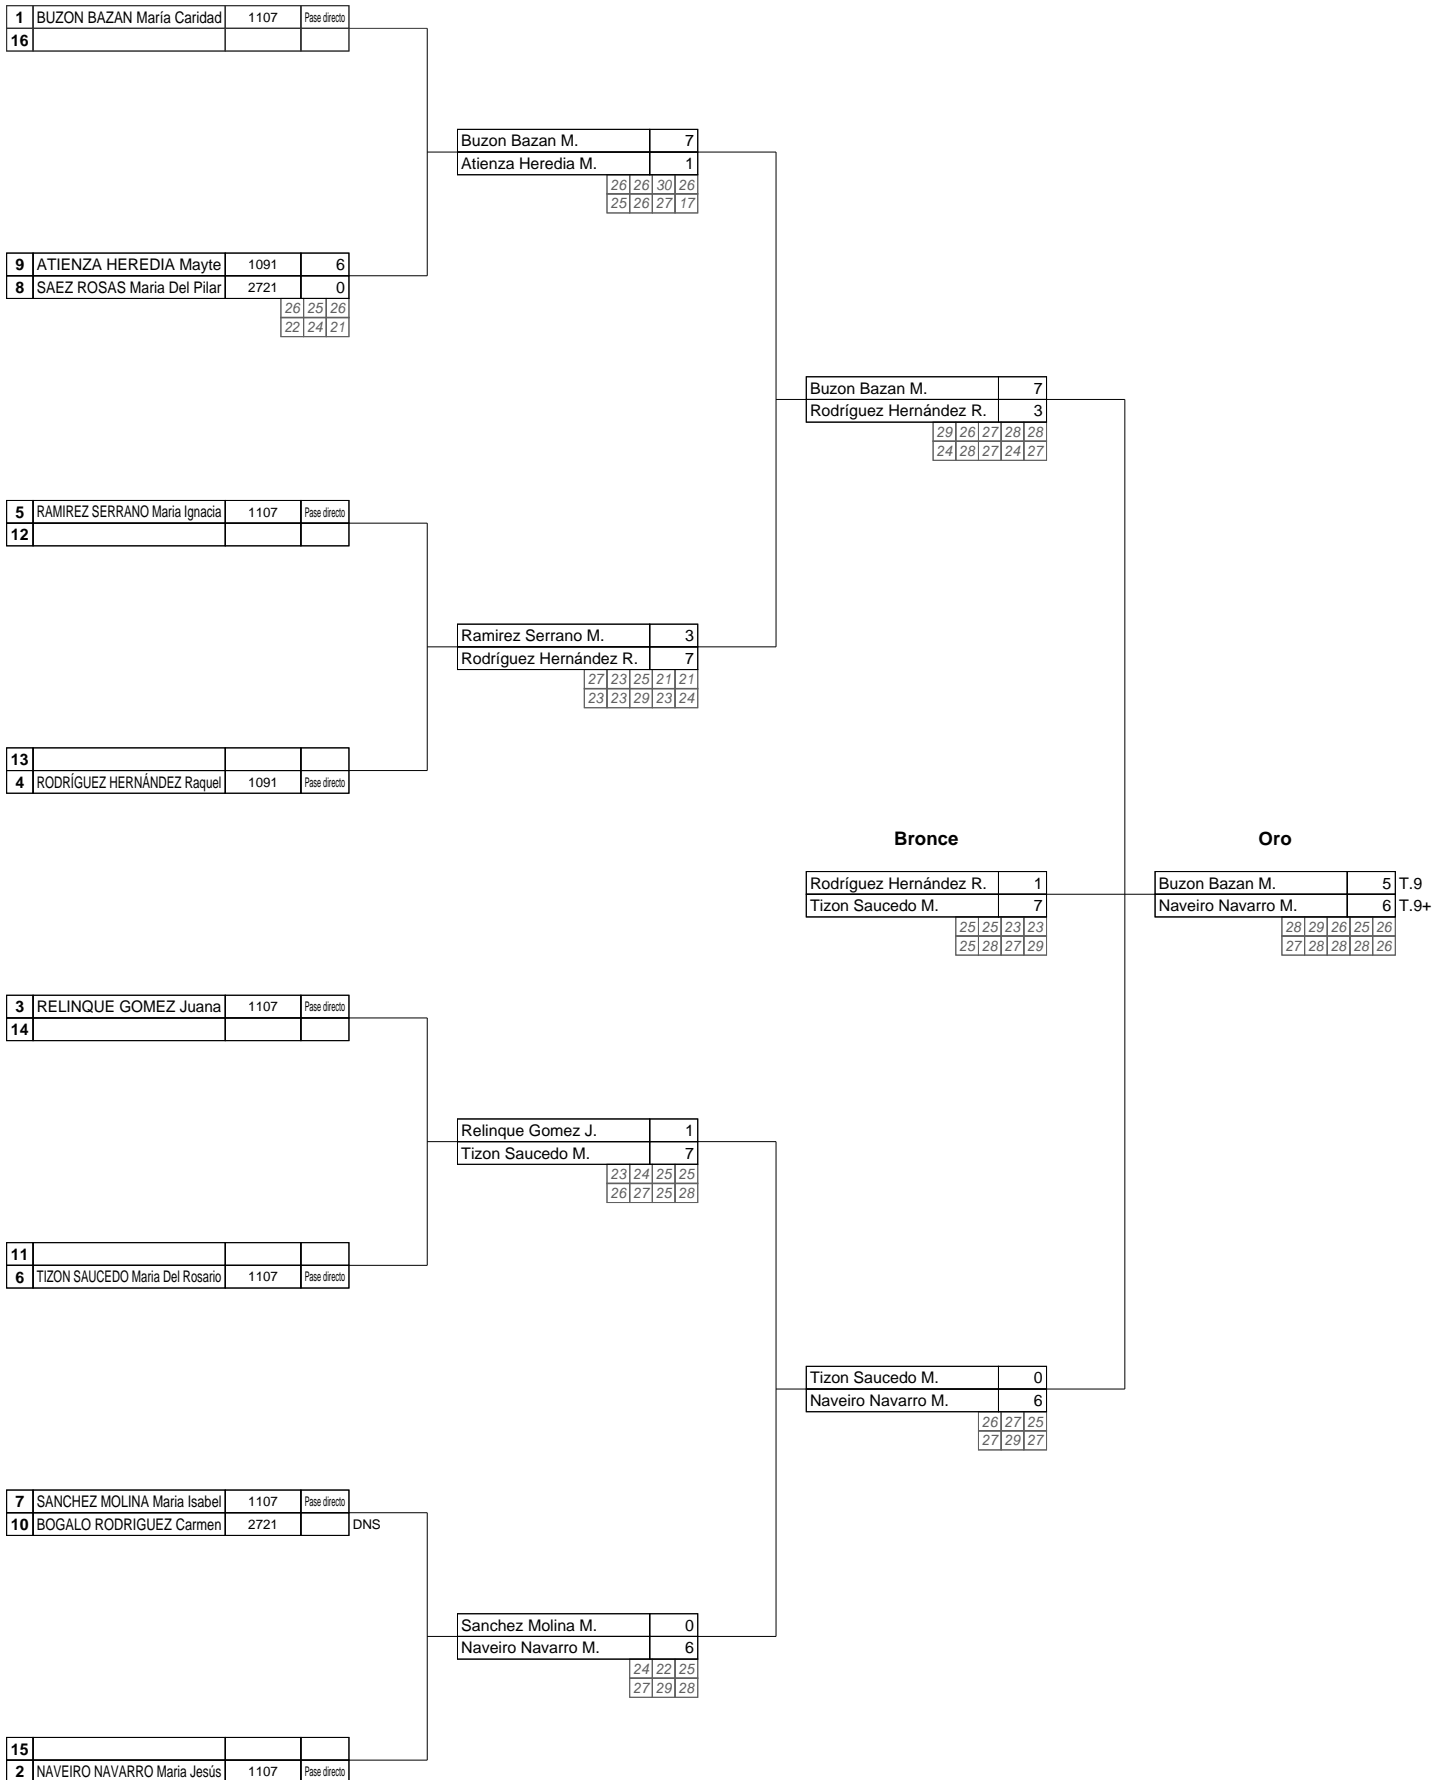 1 BUZON BAZAN María Caridad 1107 Pase directo
16
Buzon Bazan M. 7
Atienza Heredia M. 1
26 26 30 26
25 26 27 17
9 ATIENZA HEREDIA Mayte 1091 6
8 SAEZ ROSAS Maria Del Pilar 2721 0
26 25 26
22 24 21
Buzon Bazan M. 7
Rodríguez Hernández R. 3
29 26 27 28 28
24 28 27 24 27
5 RAMIREZ SERRANO Maria Ignacia 1107 Pase directo
12
Ramirez Serrano M. 3
Rodríguez Hernández R. 7
27 23 25 21 21
23 23 29 23 24
13
4 RODRÍGUEZ HERNÁNDEZ Raquel 1091 Pase directo
Bronce Oro
Rodríguez Hernández R. 1 Buzon Bazan M. 5 T.9
Tizon Saucedo M. 7 Naveiro Navarro M. 6 T.9+
25 25 23 23 28 29 26 25 26
25 28 27 29 27 28 28 28 26
3 RELINQUE GOMEZ Juana 1107 Pase directo
14
Relinque Gomez J. 1
Tizon Saucedo M. 7
23 24 25 25
26 27 25 28
11
6 TIZON SAUCEDO Maria Del Rosario 1107 Pase directo
Tizon Saucedo M. 0
Naveiro Navarro M. 6
26 27 25
27 29 27
7 SANCHEZ MOLINA Maria Isabel 1107 Pase directo
10 BOGALO RODRIGUEZ Carmen 2721 DNS
Sanchez Molina M. 0
Naveiro Navarro M. 6
24 22 25
27 29 28
15
2 NAVEIRO NAVARRO Maria Jesús 1107 Pase directo